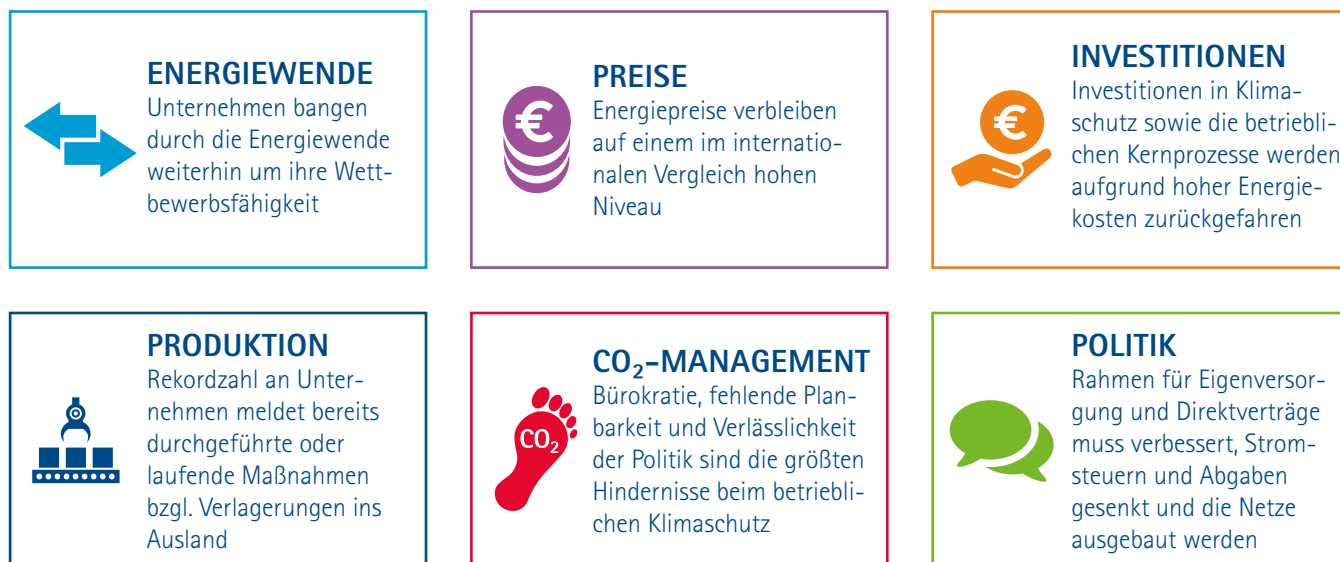 ENERGIEWENDE
Unternehmen bangen
durch die Energiewende
weiterhin um ihre Wett-
bewerbsfähigkeit
€
PREISE
Energiepreise verbleiben
auf einem im internatio-
nalen Vergleich hohen
Niveau
€
INVESTITIONEN
Investitionen in Klima-
schutz sowie die betriebli-
chen Kernprozesse werden
aufgrund hoher Energie-
kosten zurückgefahren
PRODUKTION
Rekordzahl an Unter-
nehmen meldet bereits
durchgeführte oder
laufende Maßnahmen
bzgl. Verlagerungen ins
Ausland
CO₂
CO₂-MANAGEMENT
Bürokratie, fehlende Plan-
barkeit und Verlässlichkeit
der Politik sind die größten
Hindernisse beim betriebli-
chen Klimaschutz
POLITIK
Rahmen für Eigenversor-
gung und Direktverträge
muss verbessert, Strom-
steuern und Abgaben
gesenkt und die Netze
ausgebaut werden